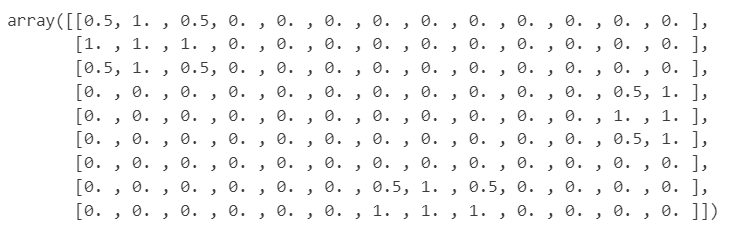 array([[0.5, 1. , 0.5, 0. , 0. , 0. , 0. , 0. , 0. , 0. , 0. , 0. , 0. ],
       [1. , 1. , 1. , 0. , 0. , 0. , 0. , 0. , 0. , 0. , 0. , 0. , 0. ],
       [0.5, 1. , 0.5, 0. , 0. , 0. , 0. , 0. , 0. , 0. , 0. , 0. , 0. ],
       [0. , 0. , 0. , 0. , 0. , 0. , 0. , 0. , 0. , 0. , 0. , 0.5, 1. ],
       [0. , 0. , 0. , 0. , 0. , 0. , 0. , 0. , 0. , 0. , 0. , 1. , 1. ],
       [0. , 0. , 0. , 0. , 0. , 0. , 0. , 0. , 0. , 0. , 0. , 0.5, 1. ],
       [0. , 0. , 0. , 0. , 0. , 0. , 0. , 0. , 0. , 0. , 0. , 0. , 0. ],
       [0. , 0. , 0. , 0. , 0. , 0. , 0.5, 1. , 0.5, 0. , 0. , 0. , 0. ],
       [0. , 0. , 0. , 0. , 0. , 0. , 1. , 1. , 1. , 0. , 0. , 0. , 0. ]])